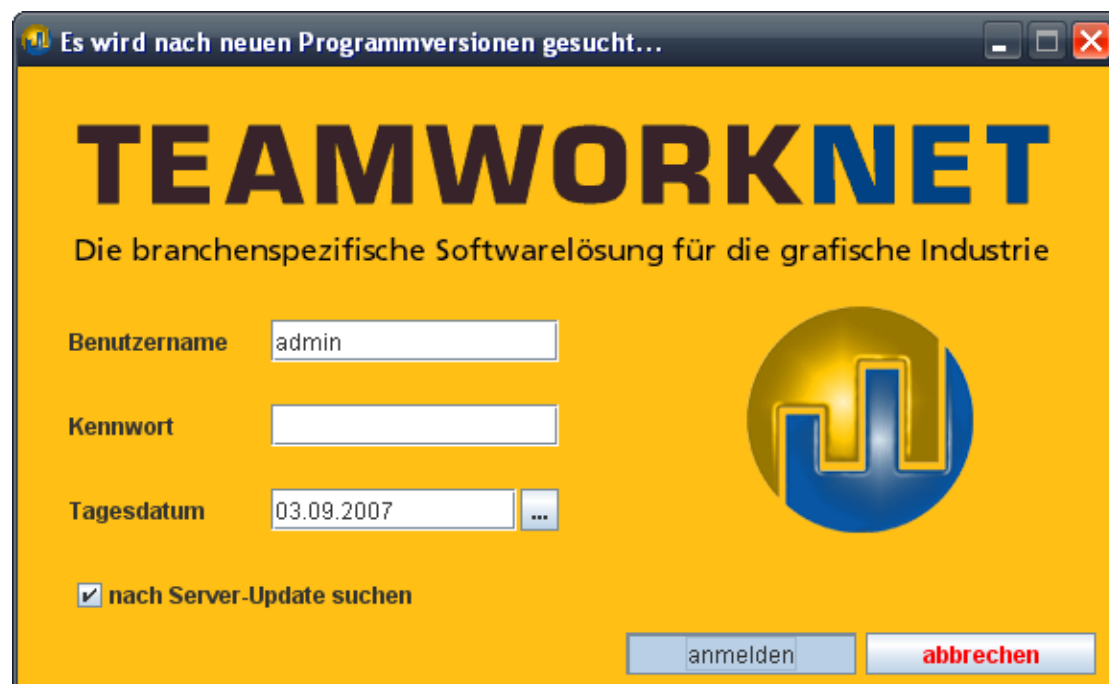 Es wird nach neuen Programmversionen gesucht...
TEAMWORKNET
Die branchenspezifische Softwarelösung für die grafische Industrie
Benutzername admin
Kennwort
Tagesdatum 03.09.2007 ...
nach Server-Update suchen
anmelden abbrechen